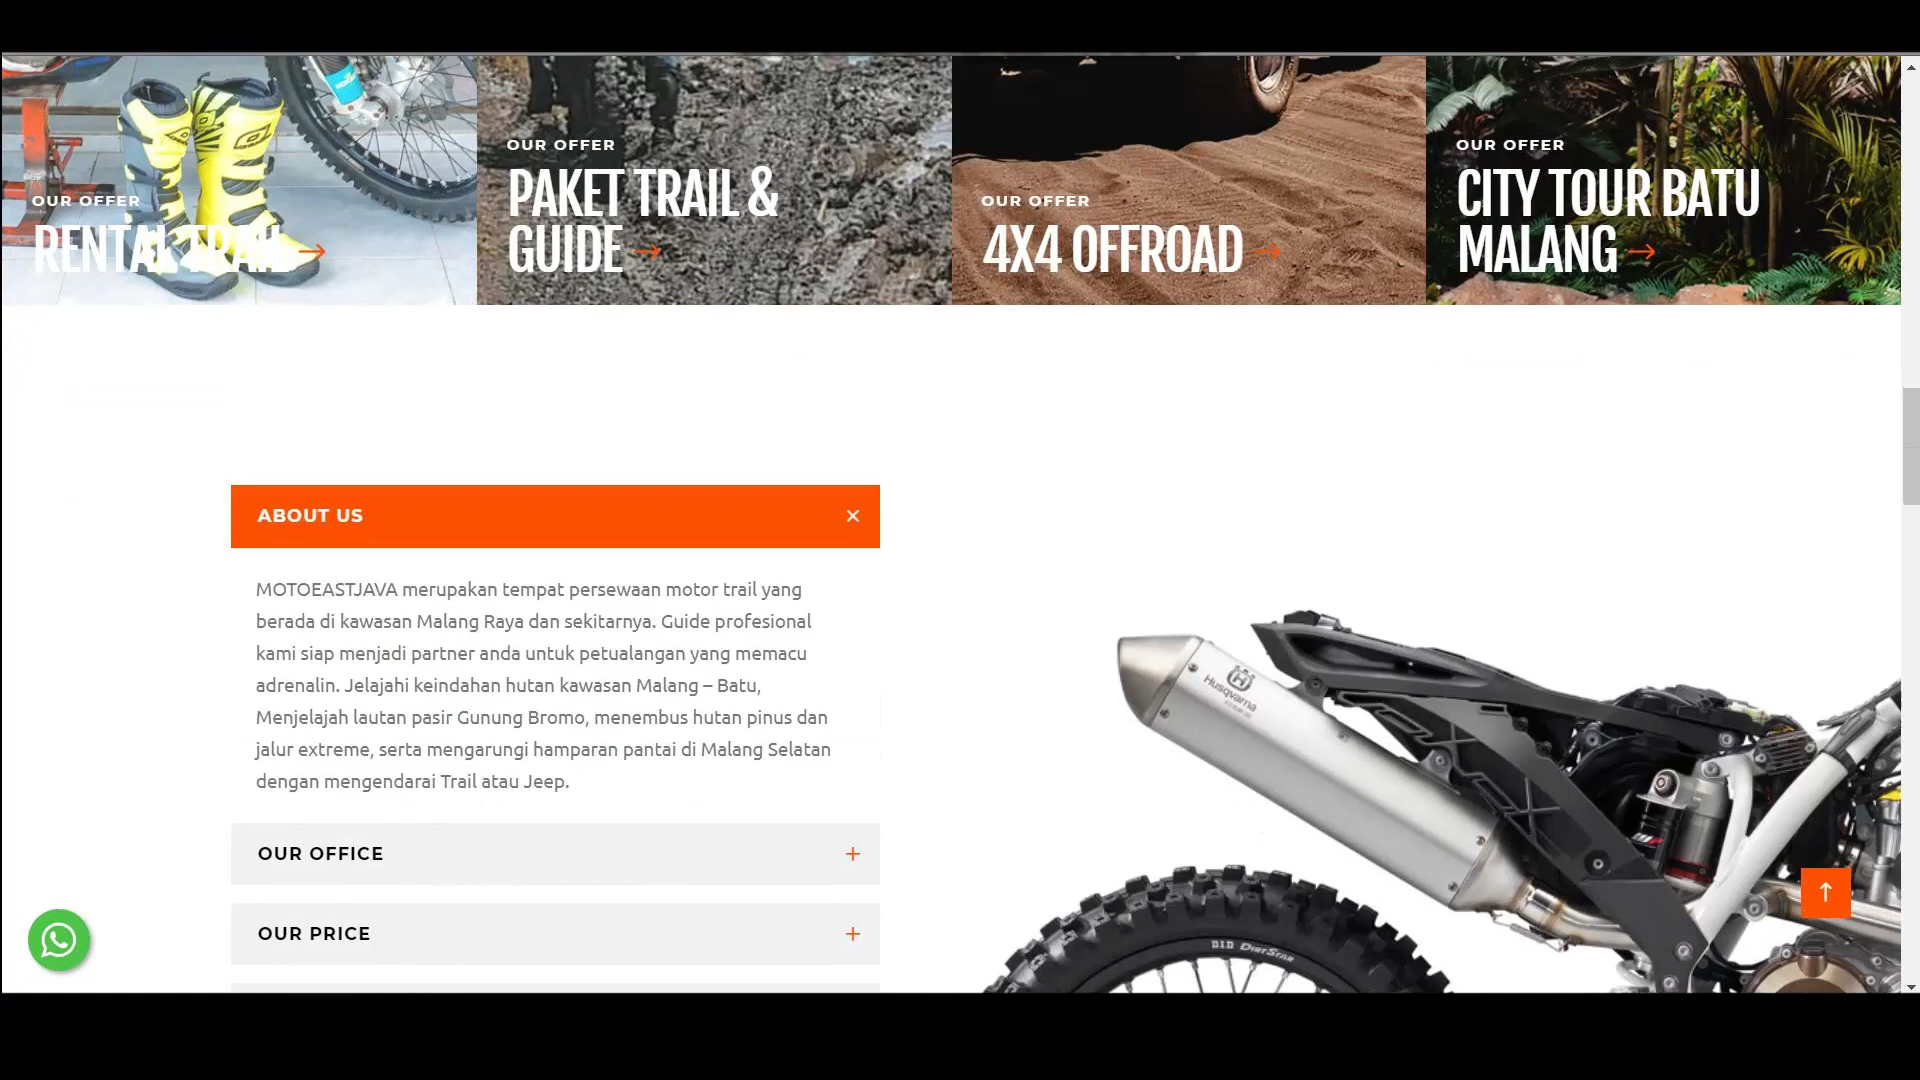 OUR OFFER
RENTAL TRAIL
OUR OFFER
PAKET TRAIL &
GUIDE
OUR OFFER
4X4 OFFROAD
OUR OFFER
CITY TOUR BATU
MALANG
ABOUT US
MOTOEASTJAVA merupakan tempat persewaan motor trail yang
berada di kawasan Malang Raya dan sekitarnya. Guide profesional
kami siap menjadi partner anda untuk petualangan yang memacu
adrenalin. Jelajahi keindahan hutan kawasan Malang – Batu,
Menjelajah lautan pasir Gunung Bromo, menembus hutan pinus dan
jalur extreme, serta mengarungi hamparan pantai di Malang Selatan
dengan mengendarai Trail atau Jeep.
OUR OFFICE
OUR PRICE
Husqvarna
DID DIRTSTAR